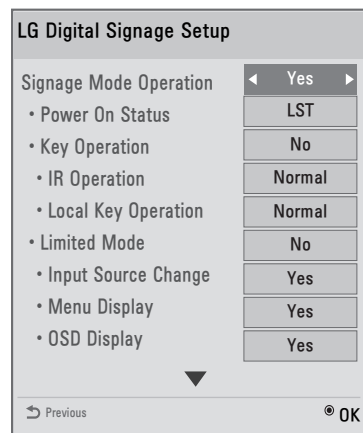 LG Digital Signage Setup
Signage Mode Operation ◀ Yes ▶
• Power On Status LST
• Key Operation No
• IR Operation Normal
• Local Key Operation Normal
• Limited Mode No
• Input Source Change Yes
• Menu Display Yes
• OSD Display Yes
▼
Previous ◉ OK